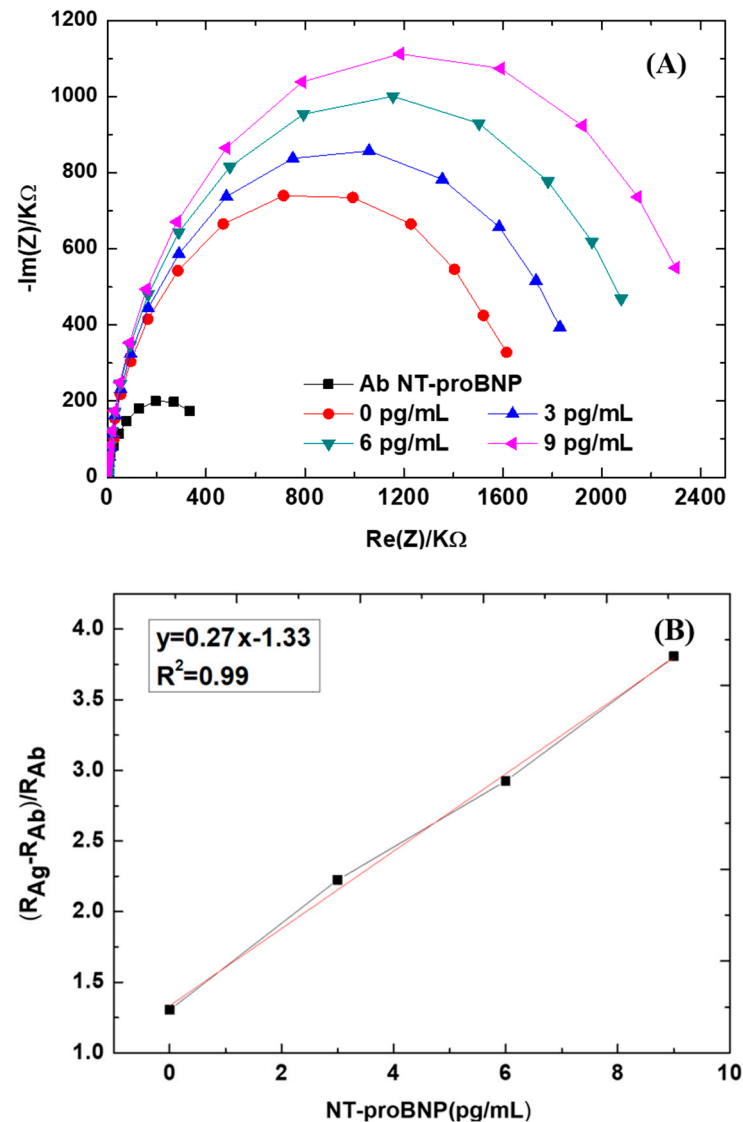 1200
(A)
1000
800
600
400
200
0
-Im(Z)/KΩ
Ab NT-proBNP
0 pg/mL 3 pg/mL
6 pg/mL 9 pg/mL
0 400 800 1200 1600 2000 2400
Re(Z)/KΩ
4.0
3.5
3.0
2.5
2.0
1.5
1.0
(R_Ag-R_Ab)/R_Ab
y=0.27x-1.33
R²=0.99
(B)
0 2 4 6 8 10
NT-proBNP(pg/mL)